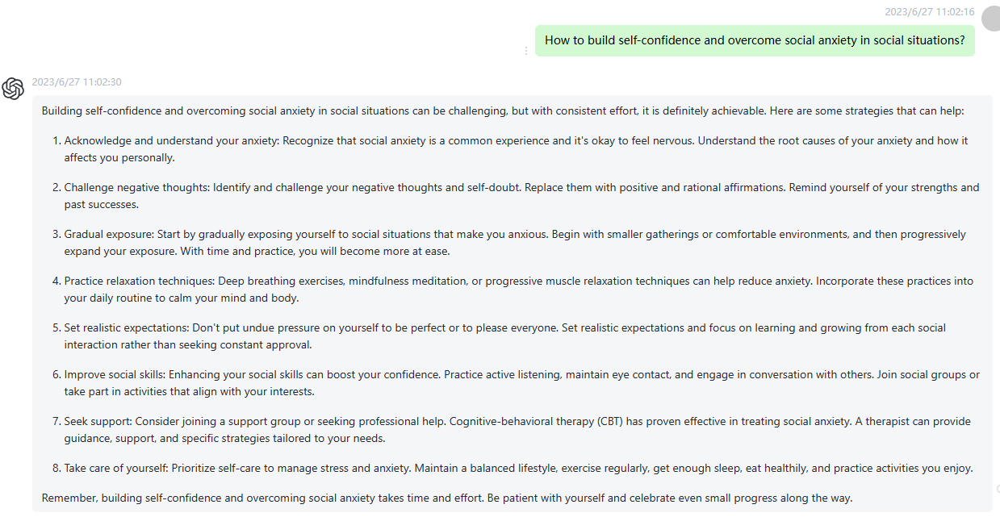 2023/6/27 11:02:16
How to build self-confidence and overcome social anxiety in social situations?
2023/6/27 11:02:30
Building self-confidence and overcoming social anxiety in social situations can be challenging, but with consistent effort, it is definitely achievable. Here are some strategies that can help:
1. Acknowledge and understand your anxiety: Recognize that social anxiety is a common experience and it's okay to feel nervous. Understand the root causes of your anxiety and how it
affects you personally.
2. Challenge negative thoughts: Identify and challenge your negative thoughts and self-doubt. Replace them with positive and rational affirmations. Remind yourself of your strengths and
past successes.
3. Gradual exposure: Start by gradually exposing yourself to social situations that make you anxious. Begin with smaller gatherings or comfortable environments, and then progressively
expand your exposure. With time and practice, you will become more at ease.
4. Practice relaxation techniques: Deep breathing exercises, mindfulness meditation, or progressive muscle relaxation techniques can help reduce anxiety. Incorporate these practices into
your daily routine to calm your mind and body.
5. Set realistic expectations: Don't put undue pressure on yourself to be perfect or to please everyone. Set realistic expectations and focus on learning and growing from each social
interaction rather than seeking constant approval.
6. Improve social skills: Enhancing your social skills can boost your confidence. Practice active listening, maintain eye contact, and engage in conversation with others. Join social groups or
take part in activities that align with your interests.
7. Seek support: Consider joining a support group or seeking professional help. Cognitive-behavioral therapy (CBT) has proven effective in treating social anxiety. A therapist can provide
guidance, support, and specific strategies tailored to your needs.
8. Take care of yourself: Prioritize self-care to manage stress and anxiety. Maintain a balanced lifestyle, exercise regularly, get enough sleep, eat healthily, and practice activities you enjoy.
Remember, building self-confidence and overcoming social anxiety takes time and effort. Be patient with yourself and celebrate even small progress along the way.